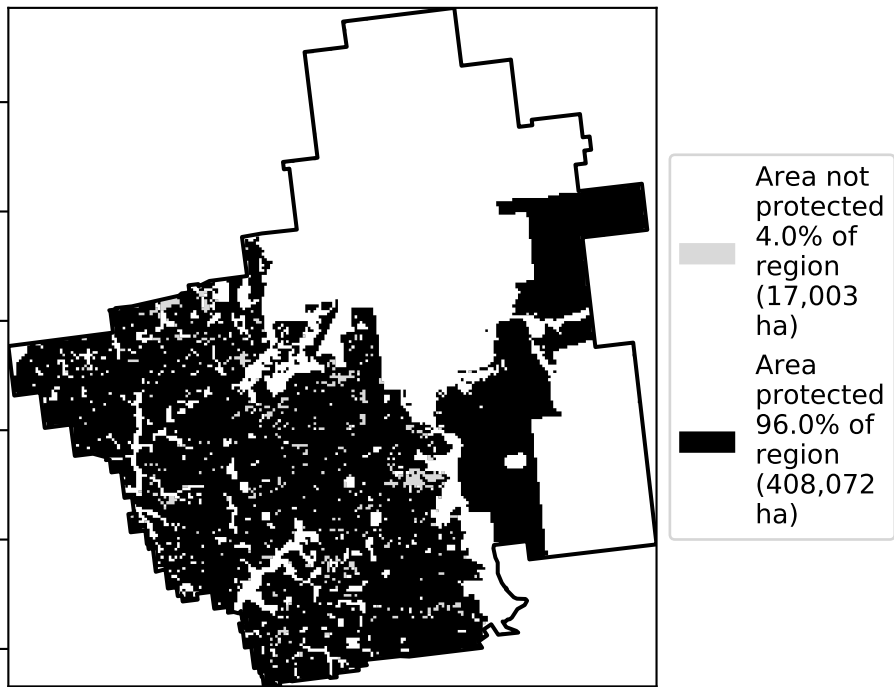 Area not
protected
4.0% of
region
(17,003
ha)
Area
protected
96.0% of
region
(408,072
ha)